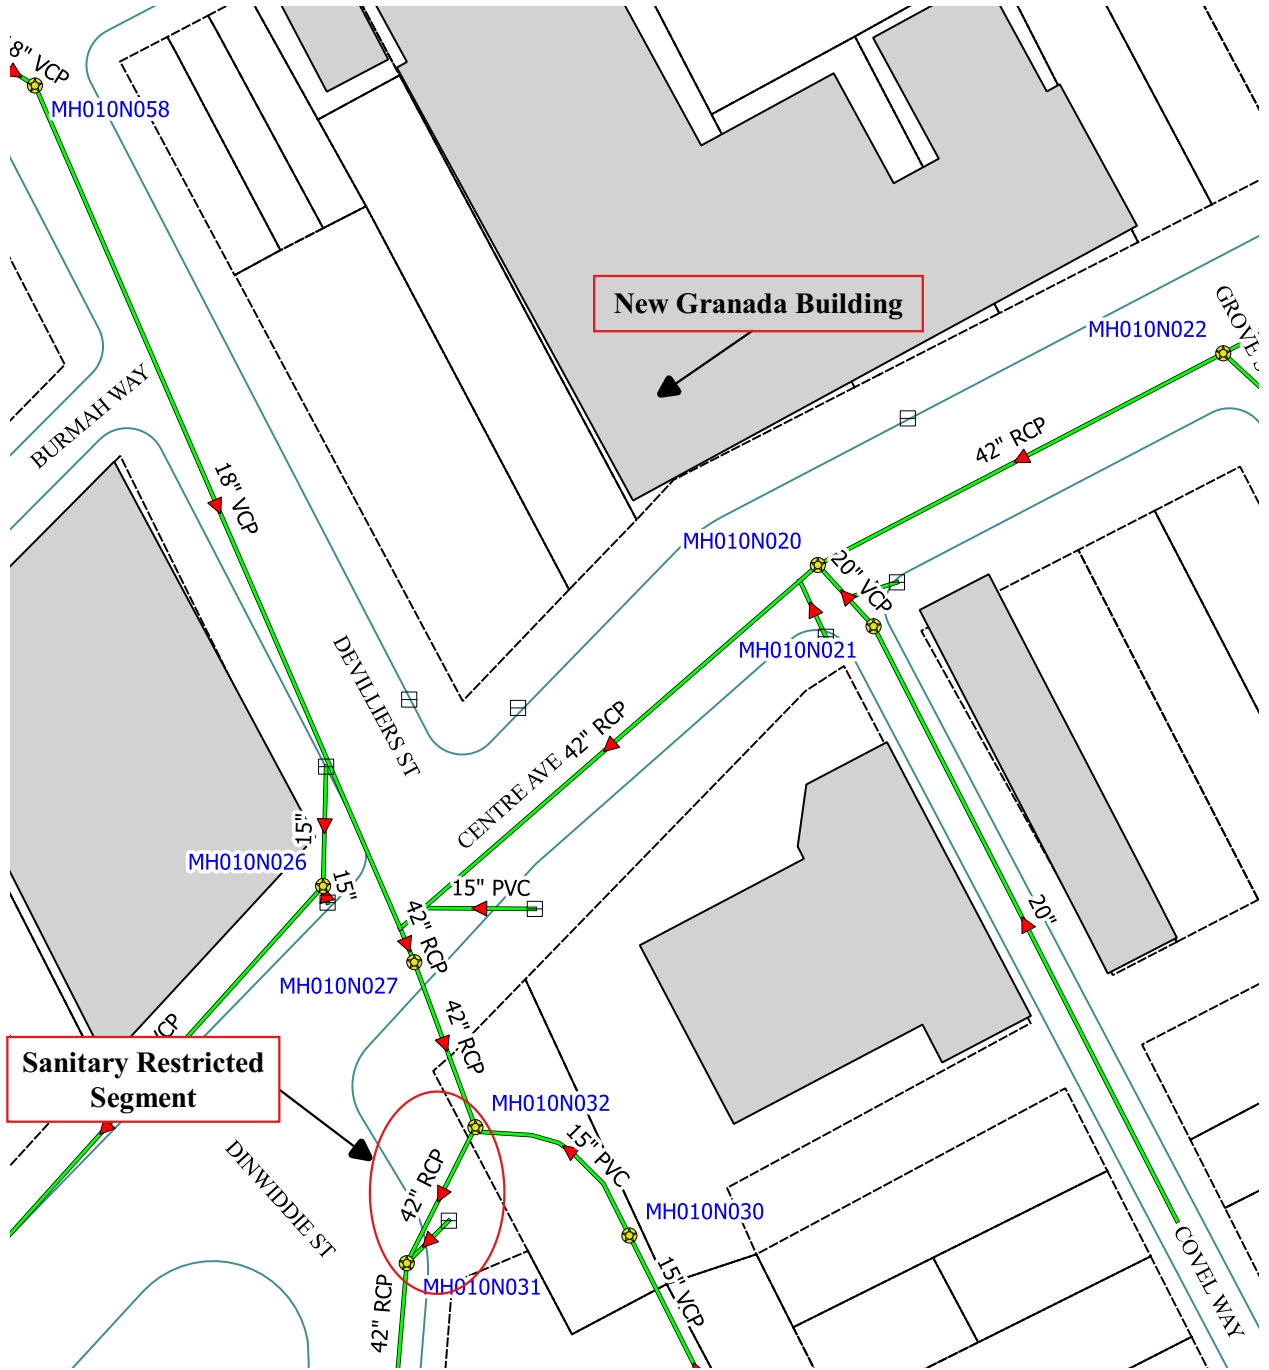 8" VCP
MH010N058
New Granada Building
GROVE S
MH010N022
BURMAH WAY
42" RCP
18" VCP
MH010N020
20" VCP
DEVILLIERS ST
MH010N021
42" RCP
CENTRE AVE
15"
MH010N026
15"
15" PVC
42" RCP
20"
MH010N027
42" RCP
VCP
Sanitary Restricted
Segment
MH010N032
15" PVC
DINWIDDIE ST
42" RCP
MH010N030
COVEL WAY
MH010N031
42" RCP
15" VCP